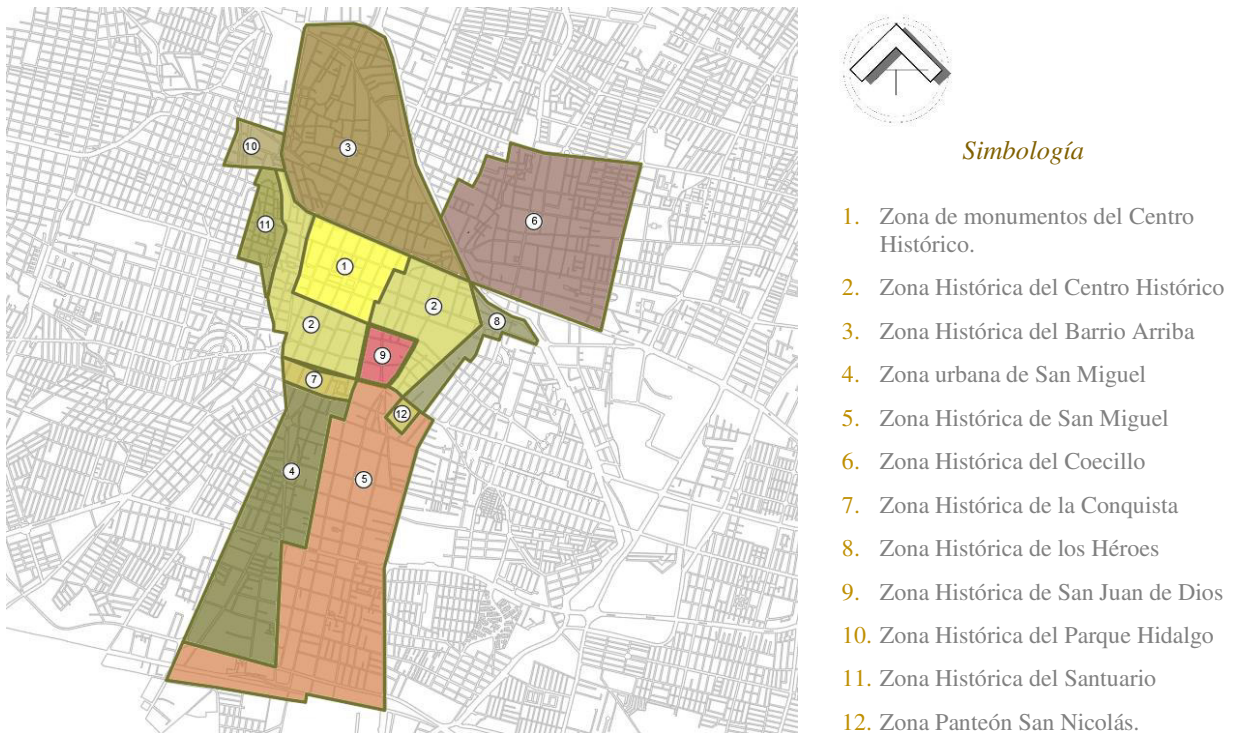 10
3
6
11
1
2
2
8
9
7
12
4
5
Simbología
1. Zona de monumentos del Centro
Histórico.
2. Zona Histórica del Centro Histórico
3. Zona Histórica del Barrio Arriba
4. Zona urbana de San Miguel
5. Zona Histórica de San Miguel
6. Zona Histórica del Coecillo
7. Zona Histórica de la Conquista
8. Zona Histórica de los Héroes
9. Zona Histórica de San Juan de Dios
10. Zona Histórica del Parque Hidalgo
11. Zona Histórica del Santuario
12. Zona Panteón San Nicolás.